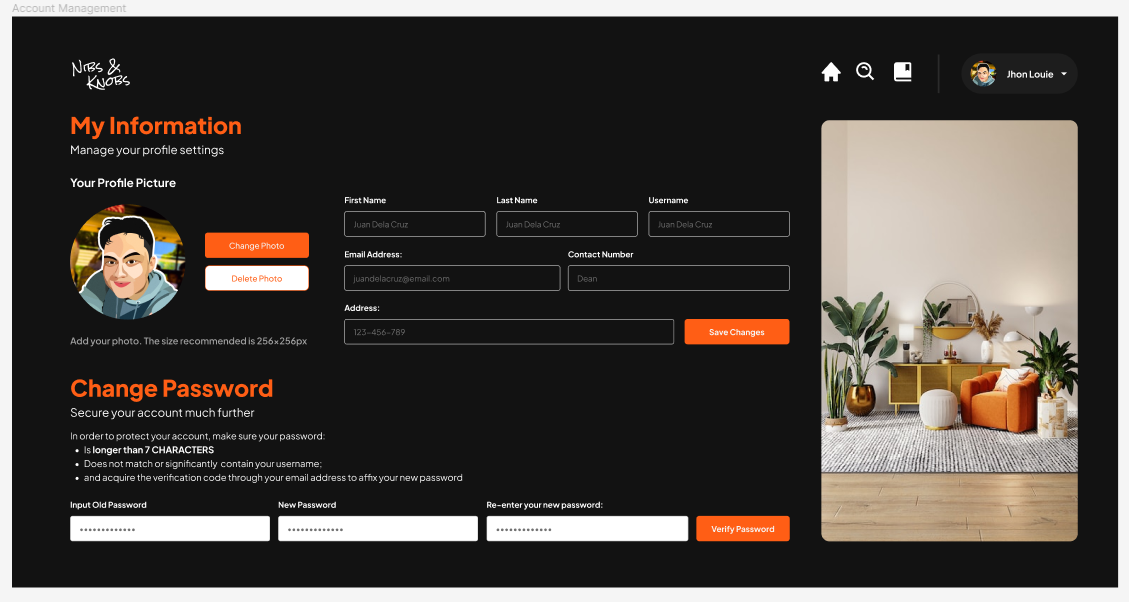 Account Management
NIBS &
KNOBS
Jhon Louie
My Information
Manage your profile settings
Your Profile Picture
First Name
Last Name
Username
Juan Dela Cruz
Juan Dela Cruz
Juan Dela Cruz
Change Photo
Delete Photo
Email Address:
Contact Number
juandelacruz@email.com
Dean
Address:
123-456-789
Save Changes
Add your photo. The size recommended is 256x256px
Change Password
Secure your account much further
In order to protect your account, make sure your password:
• Is longer than 7 CHARACTERS
• Does not match or significantly contain your username;
• and acquire the verification code through your email address to affix your new password
Input Old Password
New Password
Re-enter your new password:
Verify Password